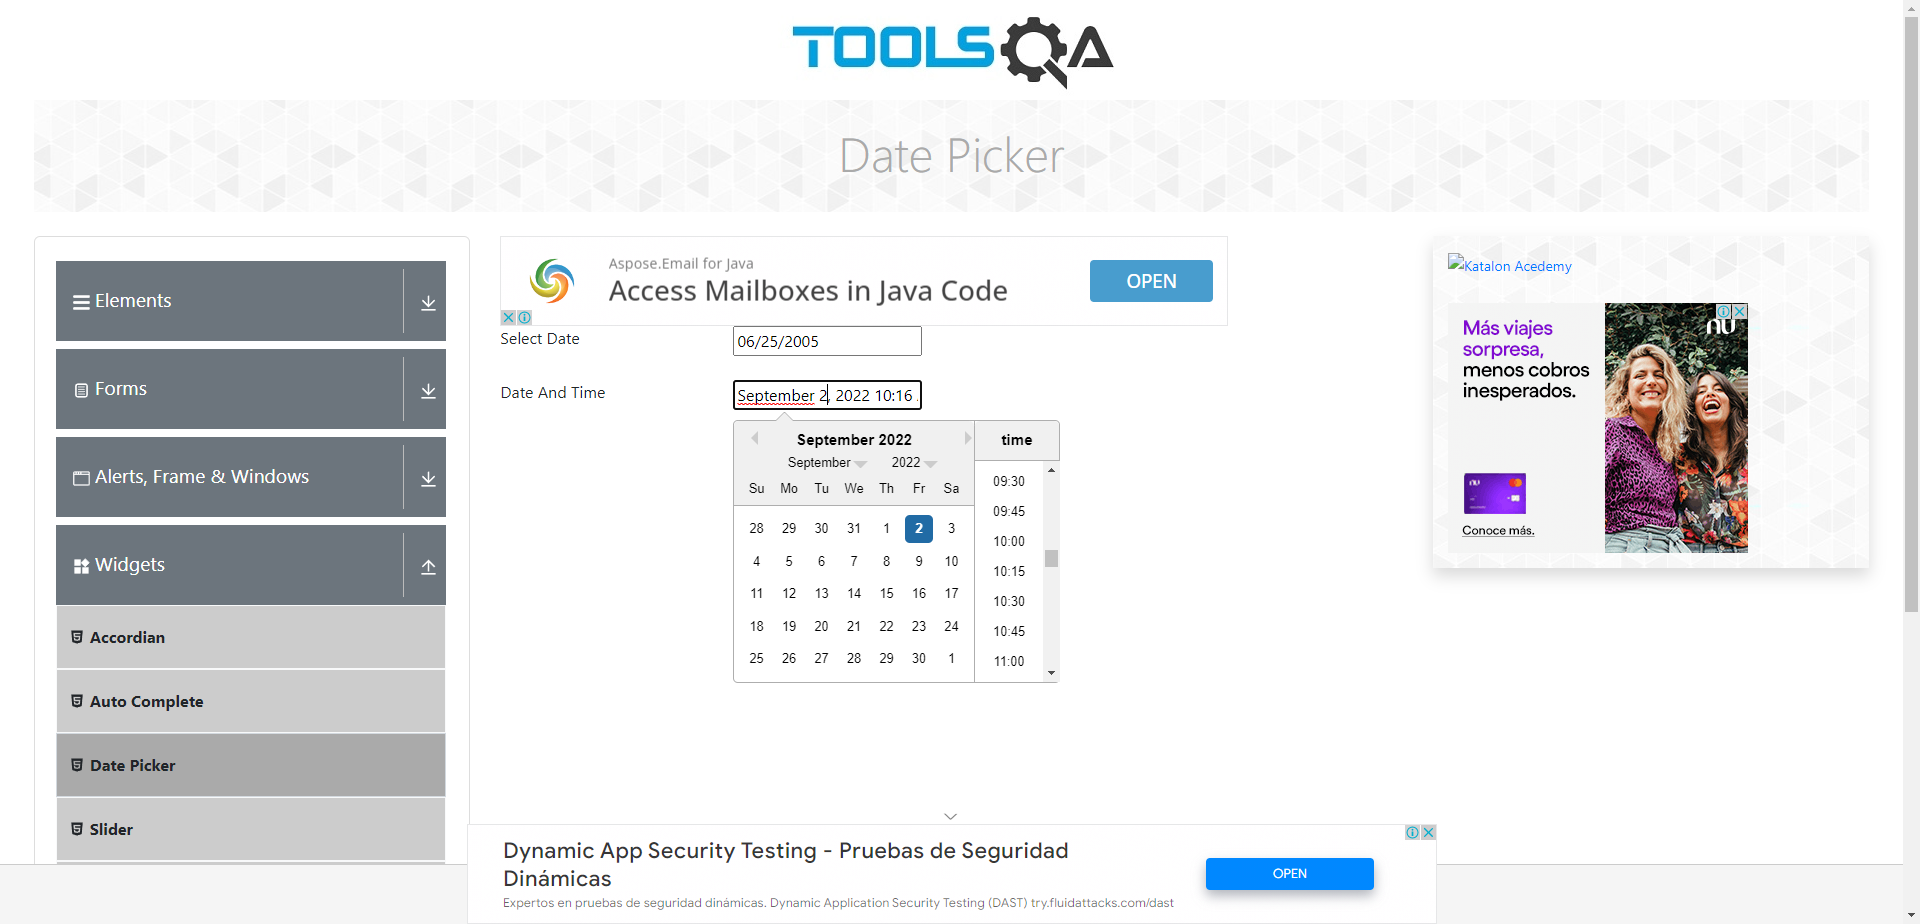 TOOLSQA
Date Picker
Elements
Forms
Alerts, Frame & Windows
Widgets
Accordian
Auto Complete
Date Picker
Slider
Aspose.Email for Java
Access Mailboxes in Java Code
OPEN
Select Date
06/25/2005
Date And Time
September 2, 2022 10:16
September 2022
September 2022
Su Mo Tu We Th Fr Sa
28 29 30 31 1 2 3
4 5 6 7 8 9 10
11 12 13 14 15 16 17
18 19 20 21 22 23 24
25 26 27 28 29 30 1
time
09:30
09:45
10:00
10:15
10:30
10:45
11:00
Katalon Acedemy
Más viajes
sorpresa,
menos cobros
inesperados.
nu
nu
Conoce más.
Dynamic App Security Testing - Pruebas de Seguridad
Dinámicas
Expertos en pruebas de seguridad dinámicas. Dynamic Application Security Testing (DAST) try.fluidattacks.com/dast
OPEN